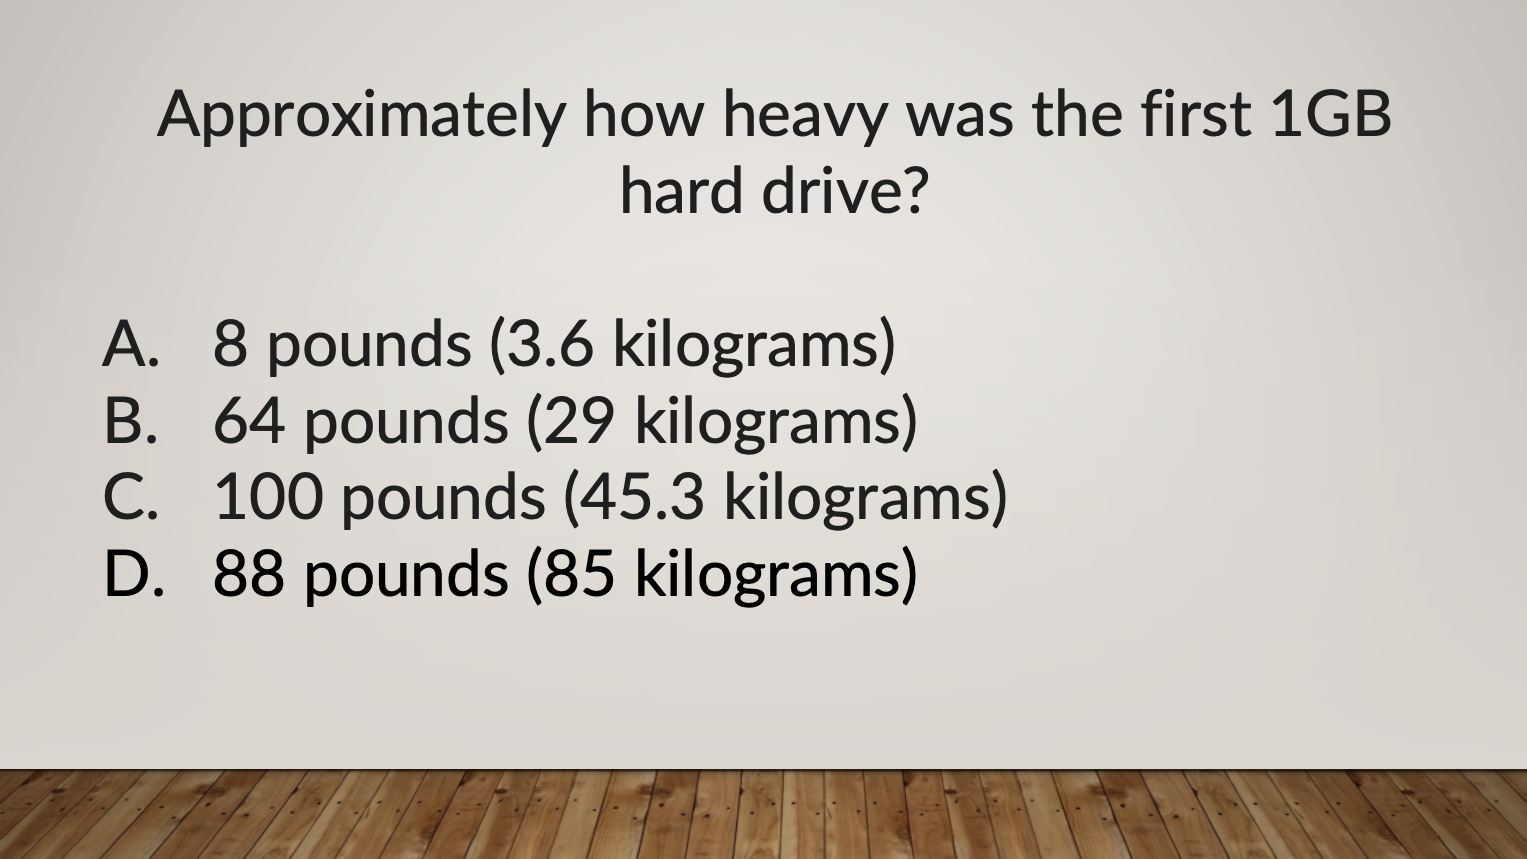 Approximately how heavy was the first 1GB
hard drive?
A. 8 pounds (3.6 kilograms)
B. 64 pounds (29 kilograms)
C. 100 pounds (45.3 kilograms)
D. 88 pounds (85 kilograms)